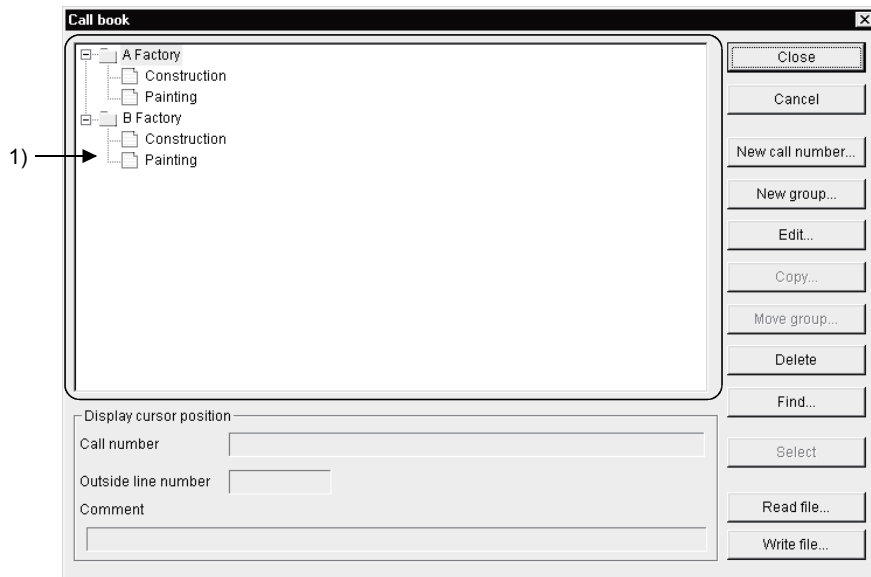 Call book
A Factory
Construction
Painting
B Factory
Construction
Painting
1)
Close
Cancel
New call number...
New group...
Edit...
Copy...
Move group...
Delete
Find...
Select
Read file...
Write file...
Display cursor position
Call number
Outside line number
Comment